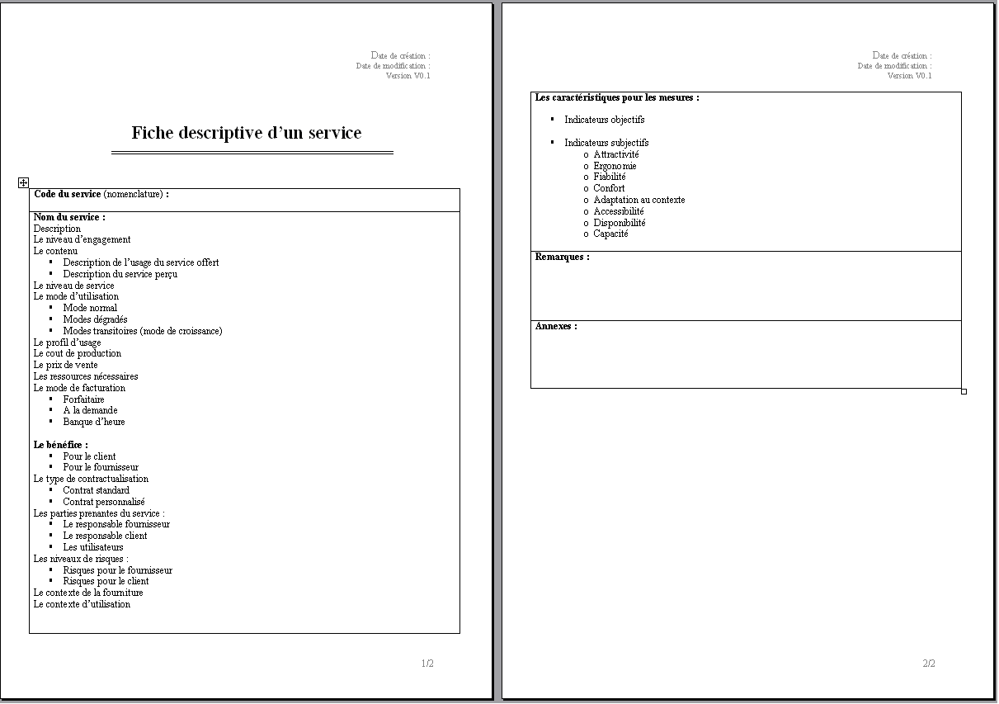 Date de création :
Date de modification :
Version V0.1
Fiche descriptive d’un service
Code du service (nomenclature) :
Nom du service :
Description
Le niveau d’engagement
Le contenu
▪ Description de l’usage du service offert
▪ Description du service perçu
Le niveau de service
Le mode d’utilisation
▪ Mode normal
▪ Modes dégradés
▪ Modes transitoires (mode de croissance)
Le profil d’usage
Le cout de production
Le prix de vente
Les ressources nécessaires
Le mode de facturation
▪ Forfaitaire
▪ A la demande
▪ Banque d’heure
Le bénéfice :
▪ Pour le client
▪ Pour le fournisseur
Le type de contractualisation
▪ Contrat standard
▪ Contrat personnalisé
Les parties prenantes du service :
▪ Le responsable fournisseur
▪ Le responsable client
▪ Les utilisateurs
Les niveaux de risques :
▪ Risques pour le fournisseur
▪ Risques pour le client
Le contexte de la fourniture
Le contexte d’utilisation
1/2
Date de création :
Date de modification :
Version V0.1
Les caractéristiques pour les mesures :
▪ Indicateurs objectifs
▪ Indicateurs subjectifs
o Attractivité
o Ergonomie
o Fiabilité
o Confort
o Adaptation au contexte
o Accessibilité
o Disponibilité
o Capacité
Remarques :
Annexes :
2/2